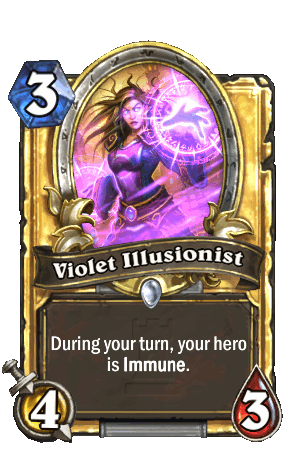 3
Violet Illusionist
During your turn, your hero
is Immune.
4
3